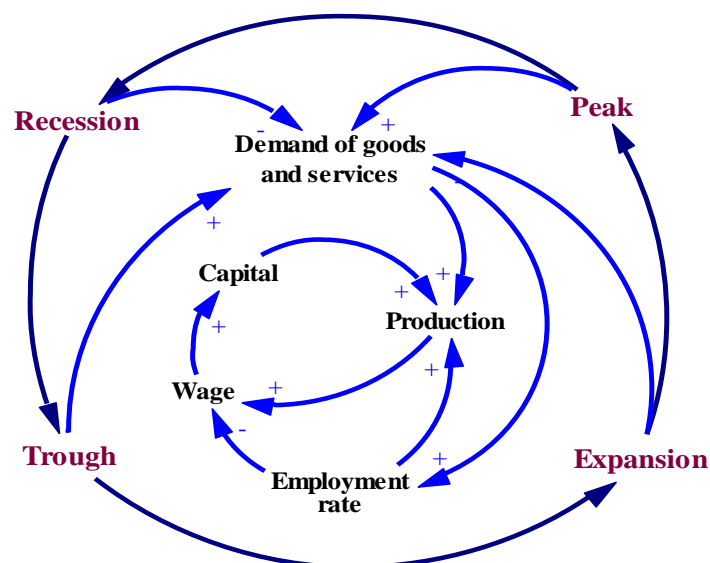 Peak
Recession
-
+
Demand of goods
and services
-
+
Capital
+
+
+
Production
Wage
+
+
-
+
Trough
Expansion
Employment
rate